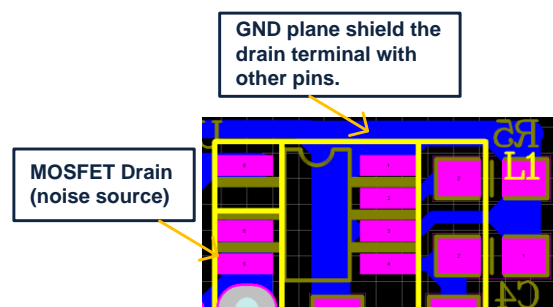 GND plane shield the
drain terminal with
other pins.
MOSFET Drain
(noise source)
R5
L1
C4